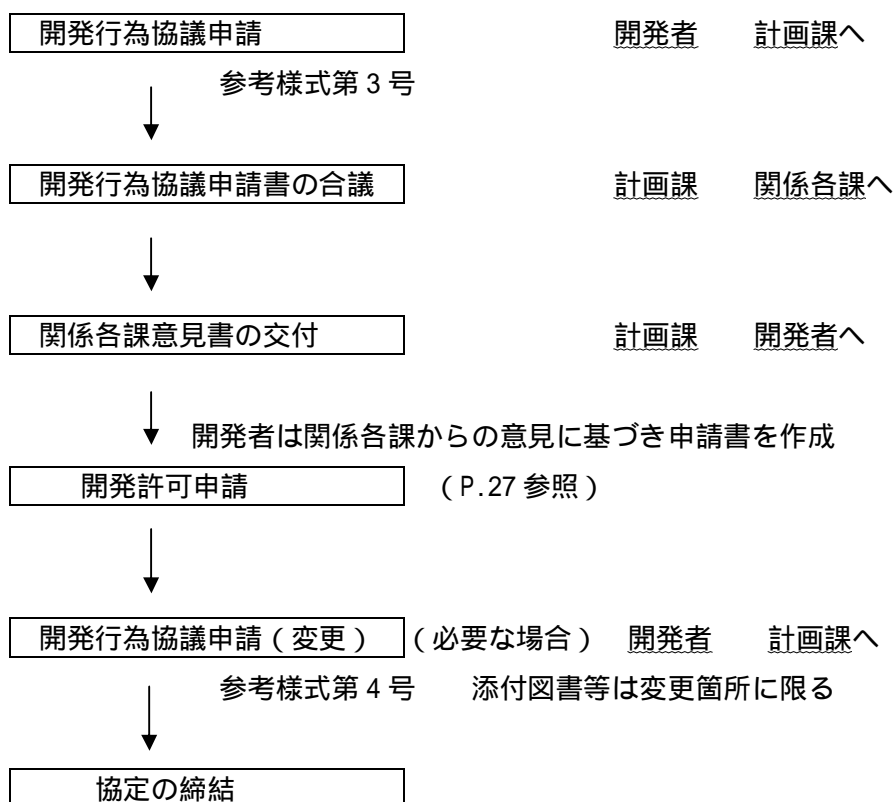 開発行為協議申請 開発者 計画課へ
参考様式第3号
開発行為協議申請書の合議 計画課 関係各課へ
関係各課意見書の交付 計画課 開発者へ
開発者は関係各課からの意見に基づき申請書を作成
開発許可申請 (P.27参照)
開発行為協議申請(変更) (必要な場合) 開発者 計画課へ
参考様式第4号 添付図書等は変更箇所に限る
協定の締結